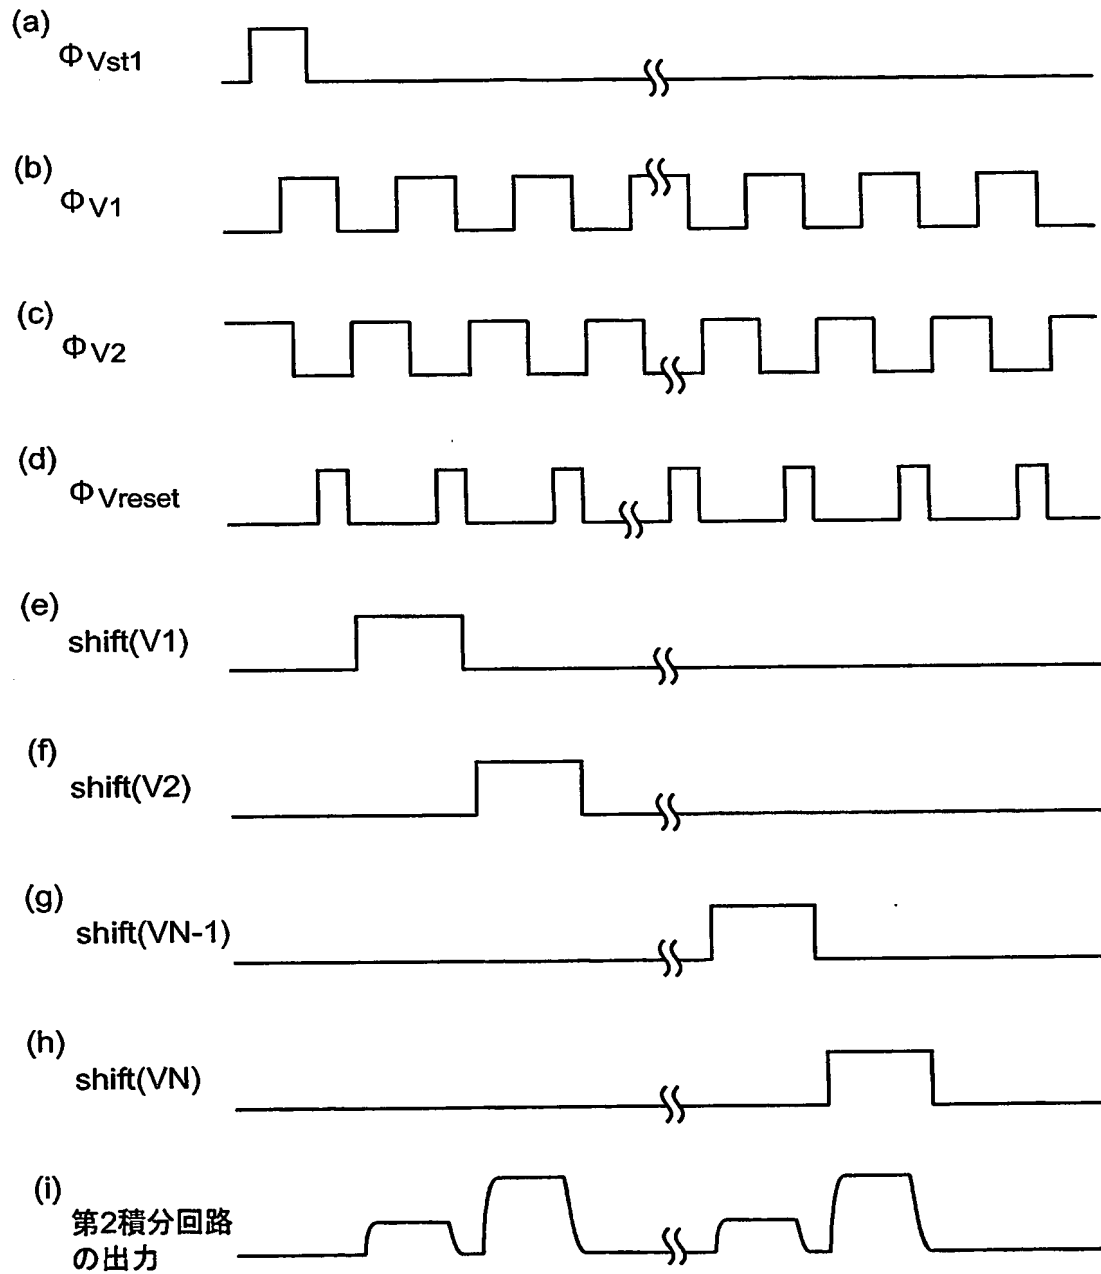 (a)
ΦVst1
(b)
ΦV1
(c)
ΦV2
(d)
ΦVreset
(e)
shift(V1)
(f)
shift(V2)
(g)
shift(VN-1)
(h)
shift(VN)
(i)
第2積分回路
の出力